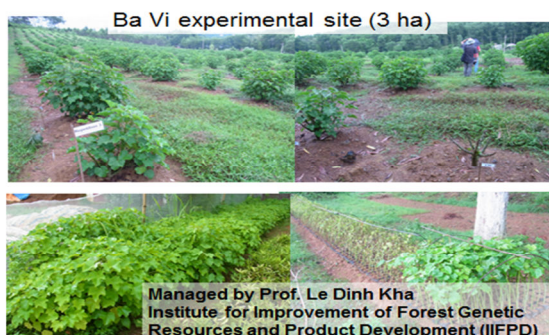 Ba Vi experimental site (3 ha)
Managed by Prof. Le Dinh Kha
Institute for Improvement of Forest Genetic
Resources and Product Development (IIFPD)